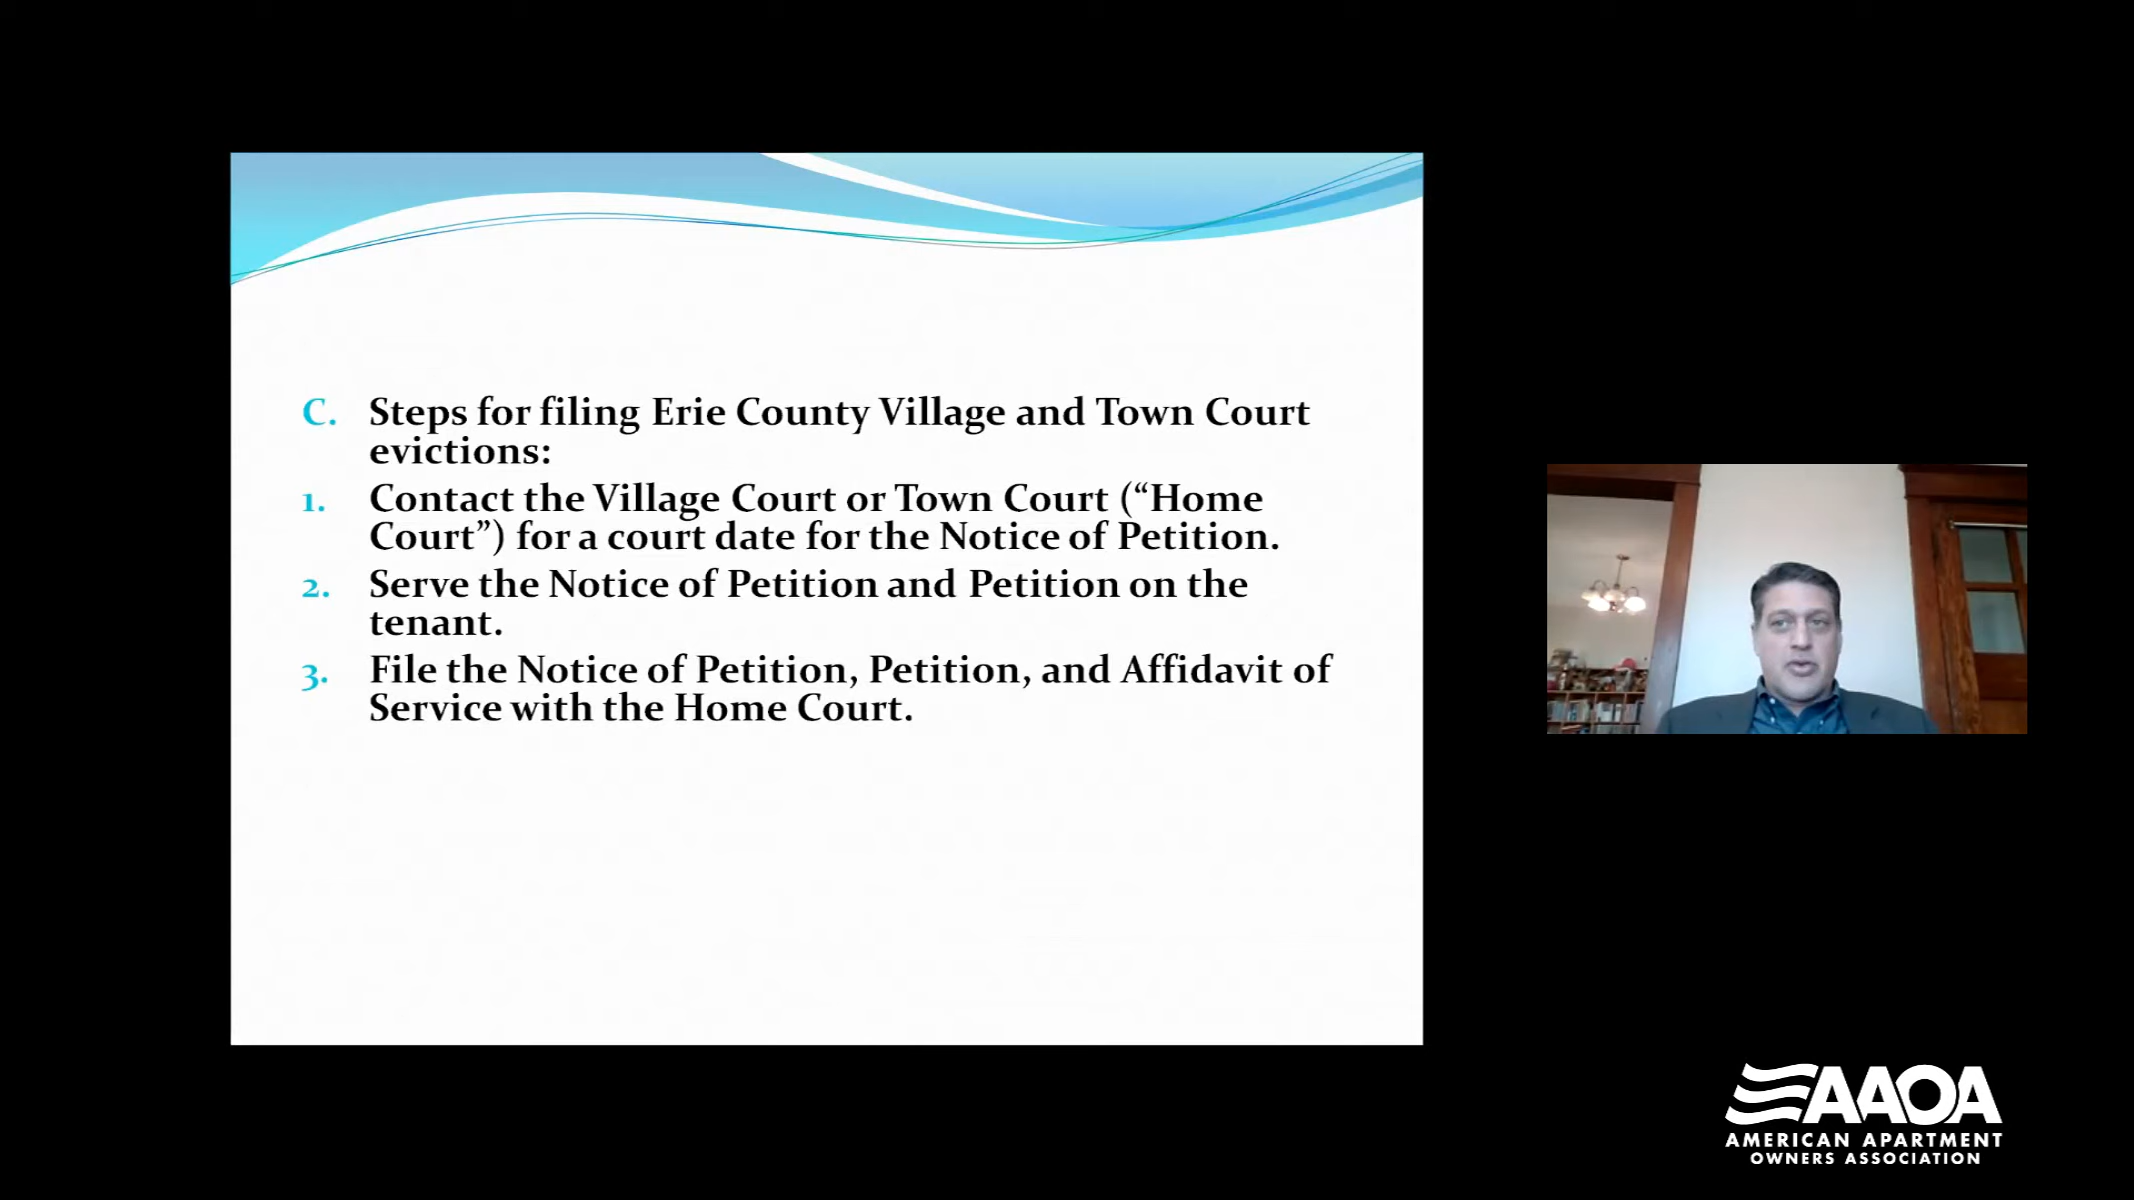 C. Steps for filing Erie County Village and Town Court
evictions:
1. Contact the Village Court or Town Court (“Home
Court”) for a court date for the Notice of Petition.
2. Serve the Notice of Petition and Petition on the
tenant.
3. File the Notice of Petition, Petition, and Affidavit of
Service with the Home Court.
AAOA
AMERICAN APARTMENT
OWNERS ASSOCIATION